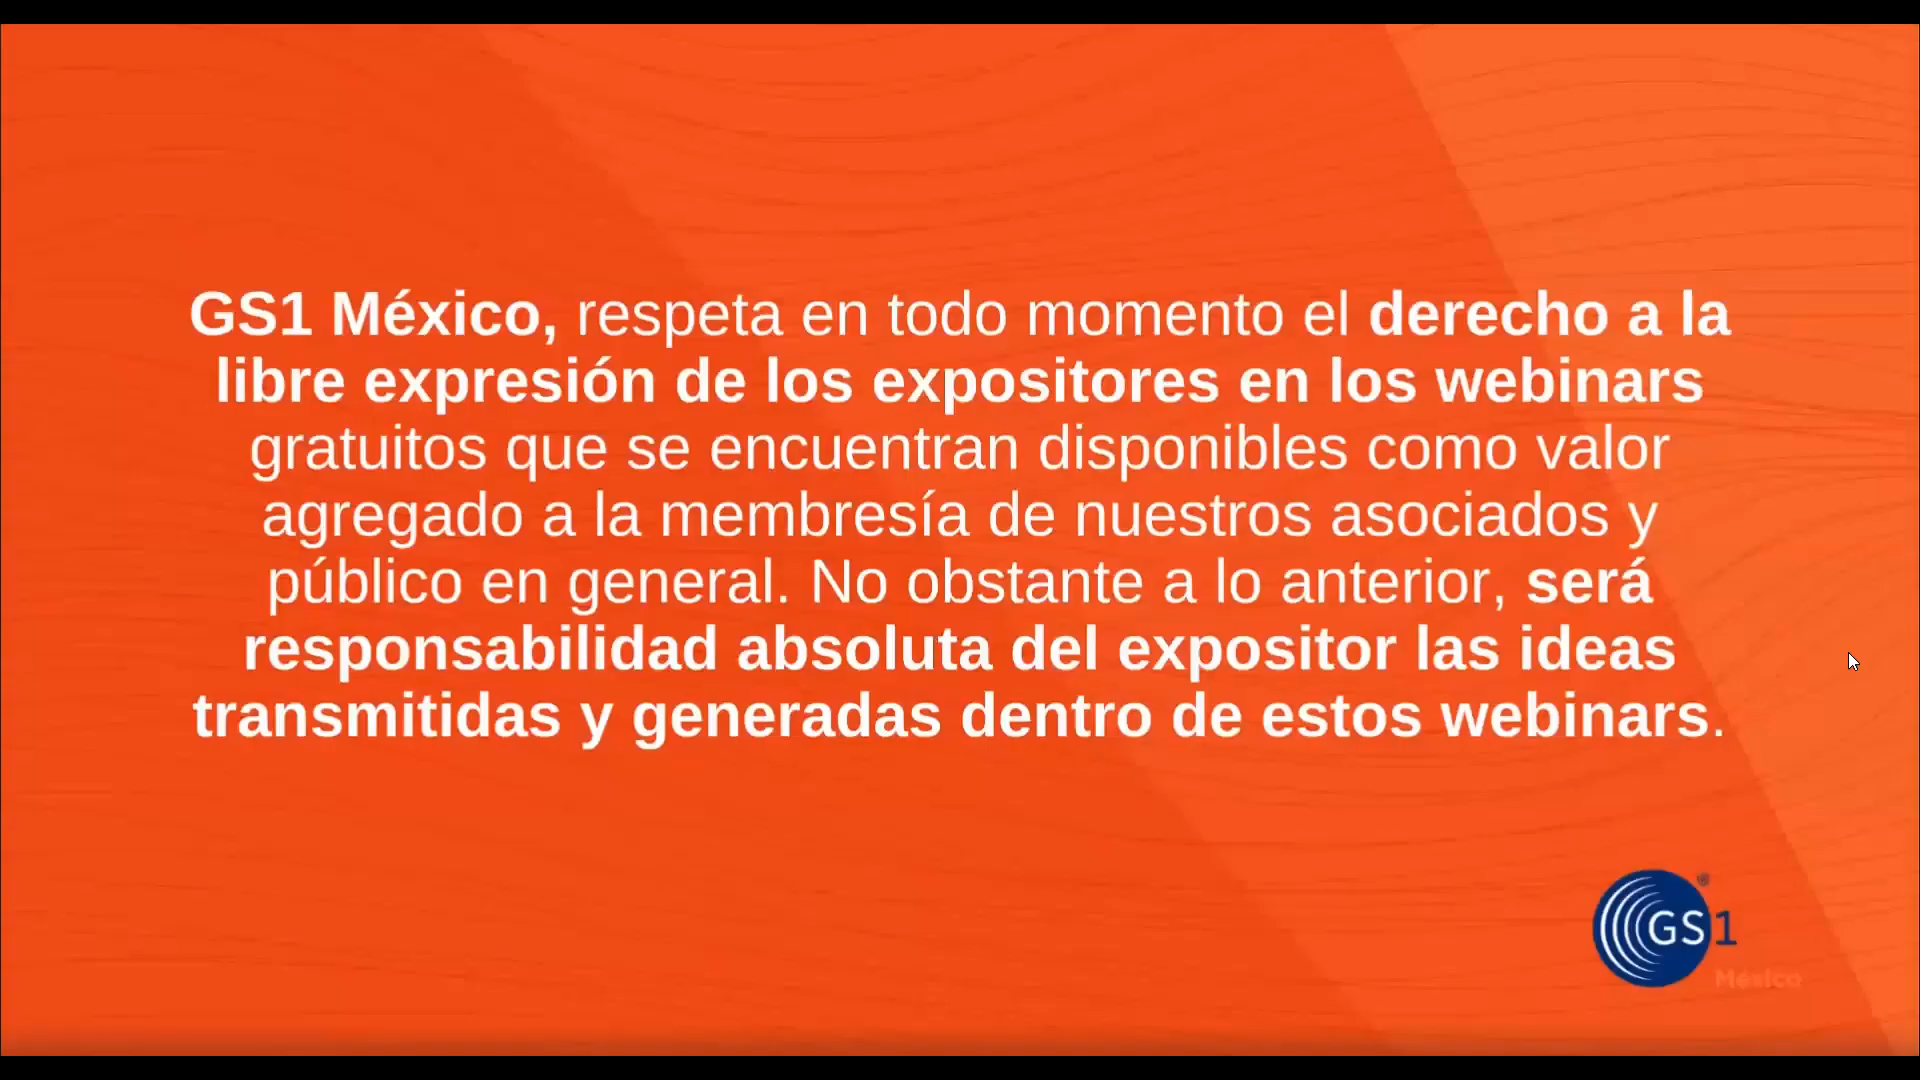 GS1 México, respeta en todo momento el derecho a la
libre expresión de los expositores en los webinars
gratuitos que se encuentran disponibles como valor
agregado a la membresía de nuestros asociados y
público en general. No obstante a lo anterior, será
responsabilidad absoluta del expositor las ideas
transmitidas y generadas dentro de estos webinars.
GS1
®
México